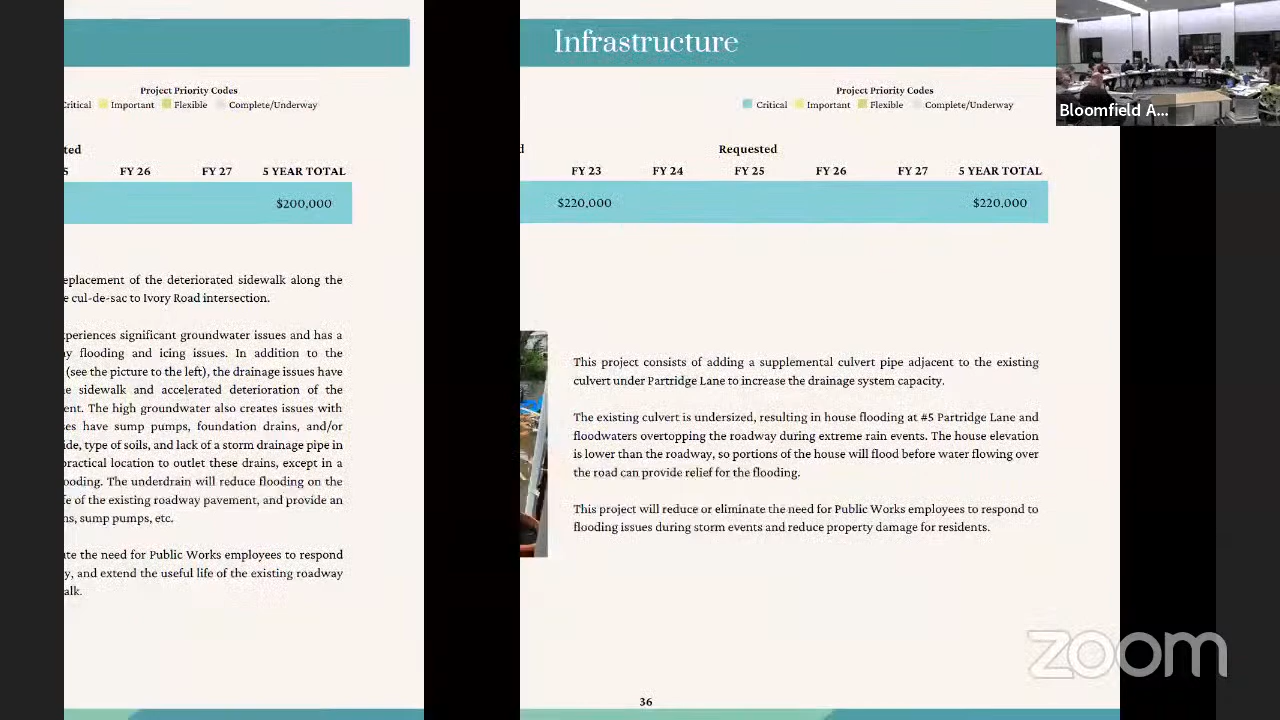 Project Priority Codes
Critical Important Flexible Complete/Underway
FY 26 FY 27 5 YEAR TOTAL
$200,000
eplacement of the deteriorated sidewalk along the
e cul-de-sac to Ivory Road intersection.
xperiences significant groundwater issues and has a
y flooding and icing issues. In addition to the
(see the picture to the left), the drainage issues have
e sidewalk and accelerated deterioration of the
ent. The high groundwater also creates issues with
ses have sump pumps, foundation drains, and/or
ide, type of soils, and lack of a storm drainage pipe in
practical location to outlet these drains, except in a
ooding. The underdrain will reduce flooding on the
fe of the existing roadway pavement, and provide an
ns, sump pumps, etc.
te the need for Public Works employees to respond
y, and extend the useful life of the existing roadway
alk.
Infrastructure
Project Priority Codes
Critical Important Flexible Complete/Underway
Requested
FY 23 FY 24 FY 25 FY 26 FY 27 5 YEAR TOTAL
$220,000 $220,000
This project consists of adding a supplemental culvert pipe adjacent to the existing
culvert under Partridge Lane to increase the drainage system capacity.
The existing culvert is undersized, resulting in house flooding at #5 Partridge Lane and
floodwaters overtopping the roadway during extreme rain events. The house elevation
is lower than the roadway, so portions of the house will flood before water flowing over
the road can provide relief for the flooding.
This project will reduce or eliminate the need for Public Works employees to respond to
flooding issues during storm events and reduce property damage for residents.
36
Bloomfield A...
zoom